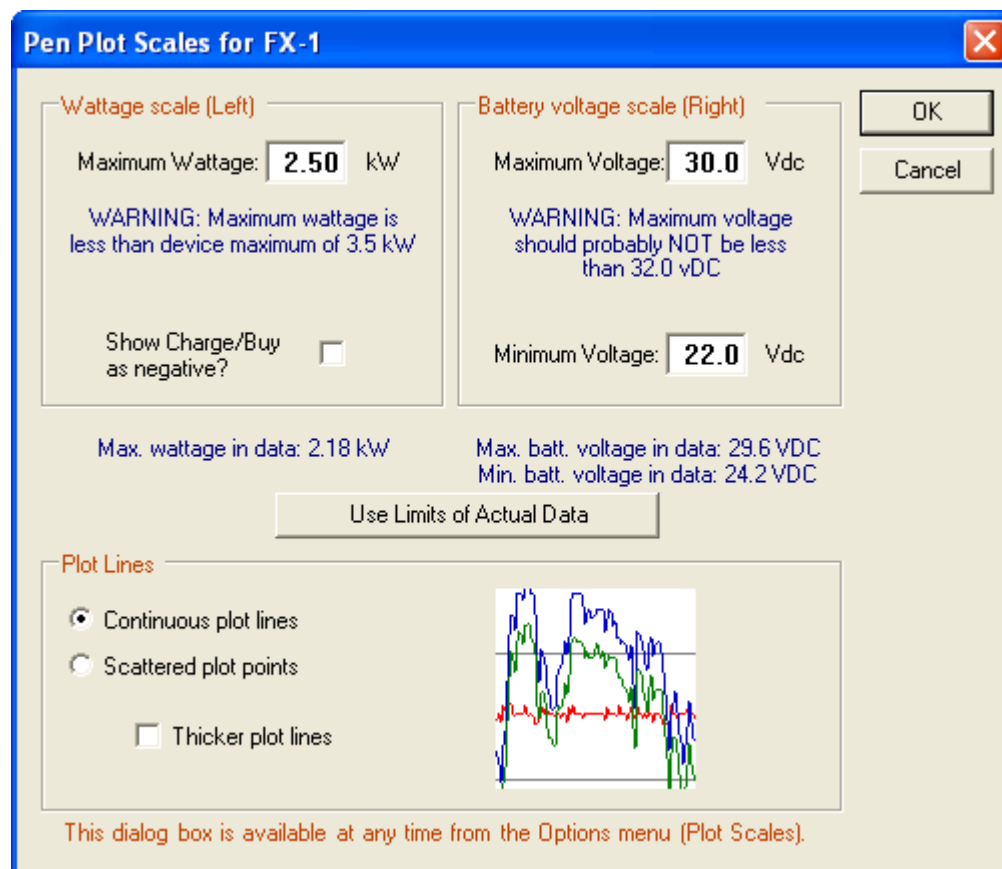 Pen Plot Scales for FX-1
Wattage scale (Left)
Maximum Wattage: 2.50 kW
WARNING: Maximum wattage is
less than device maximum of 3.5 kW
Show Charge/Buy
as negative?
Battery voltage scale (Right)
Maximum Voltage: 30.0 Vdc
WARNING: Maximum voltage
should probably NOT be less
than 32.0 vDC
Minimum Voltage: 22.0 Vdc
OK
Cancel
Max. wattage in data: 2.18 kW
Max. batt. voltage in data: 29.6 VDC
Min. batt. voltage in data: 24.2 VDC
Use Limits of Actual Data
Plot Lines
Continuous plot lines
Scattered plot points
Thicker plot lines
This dialog box is available at any time from the Options menu (Plot Scales).